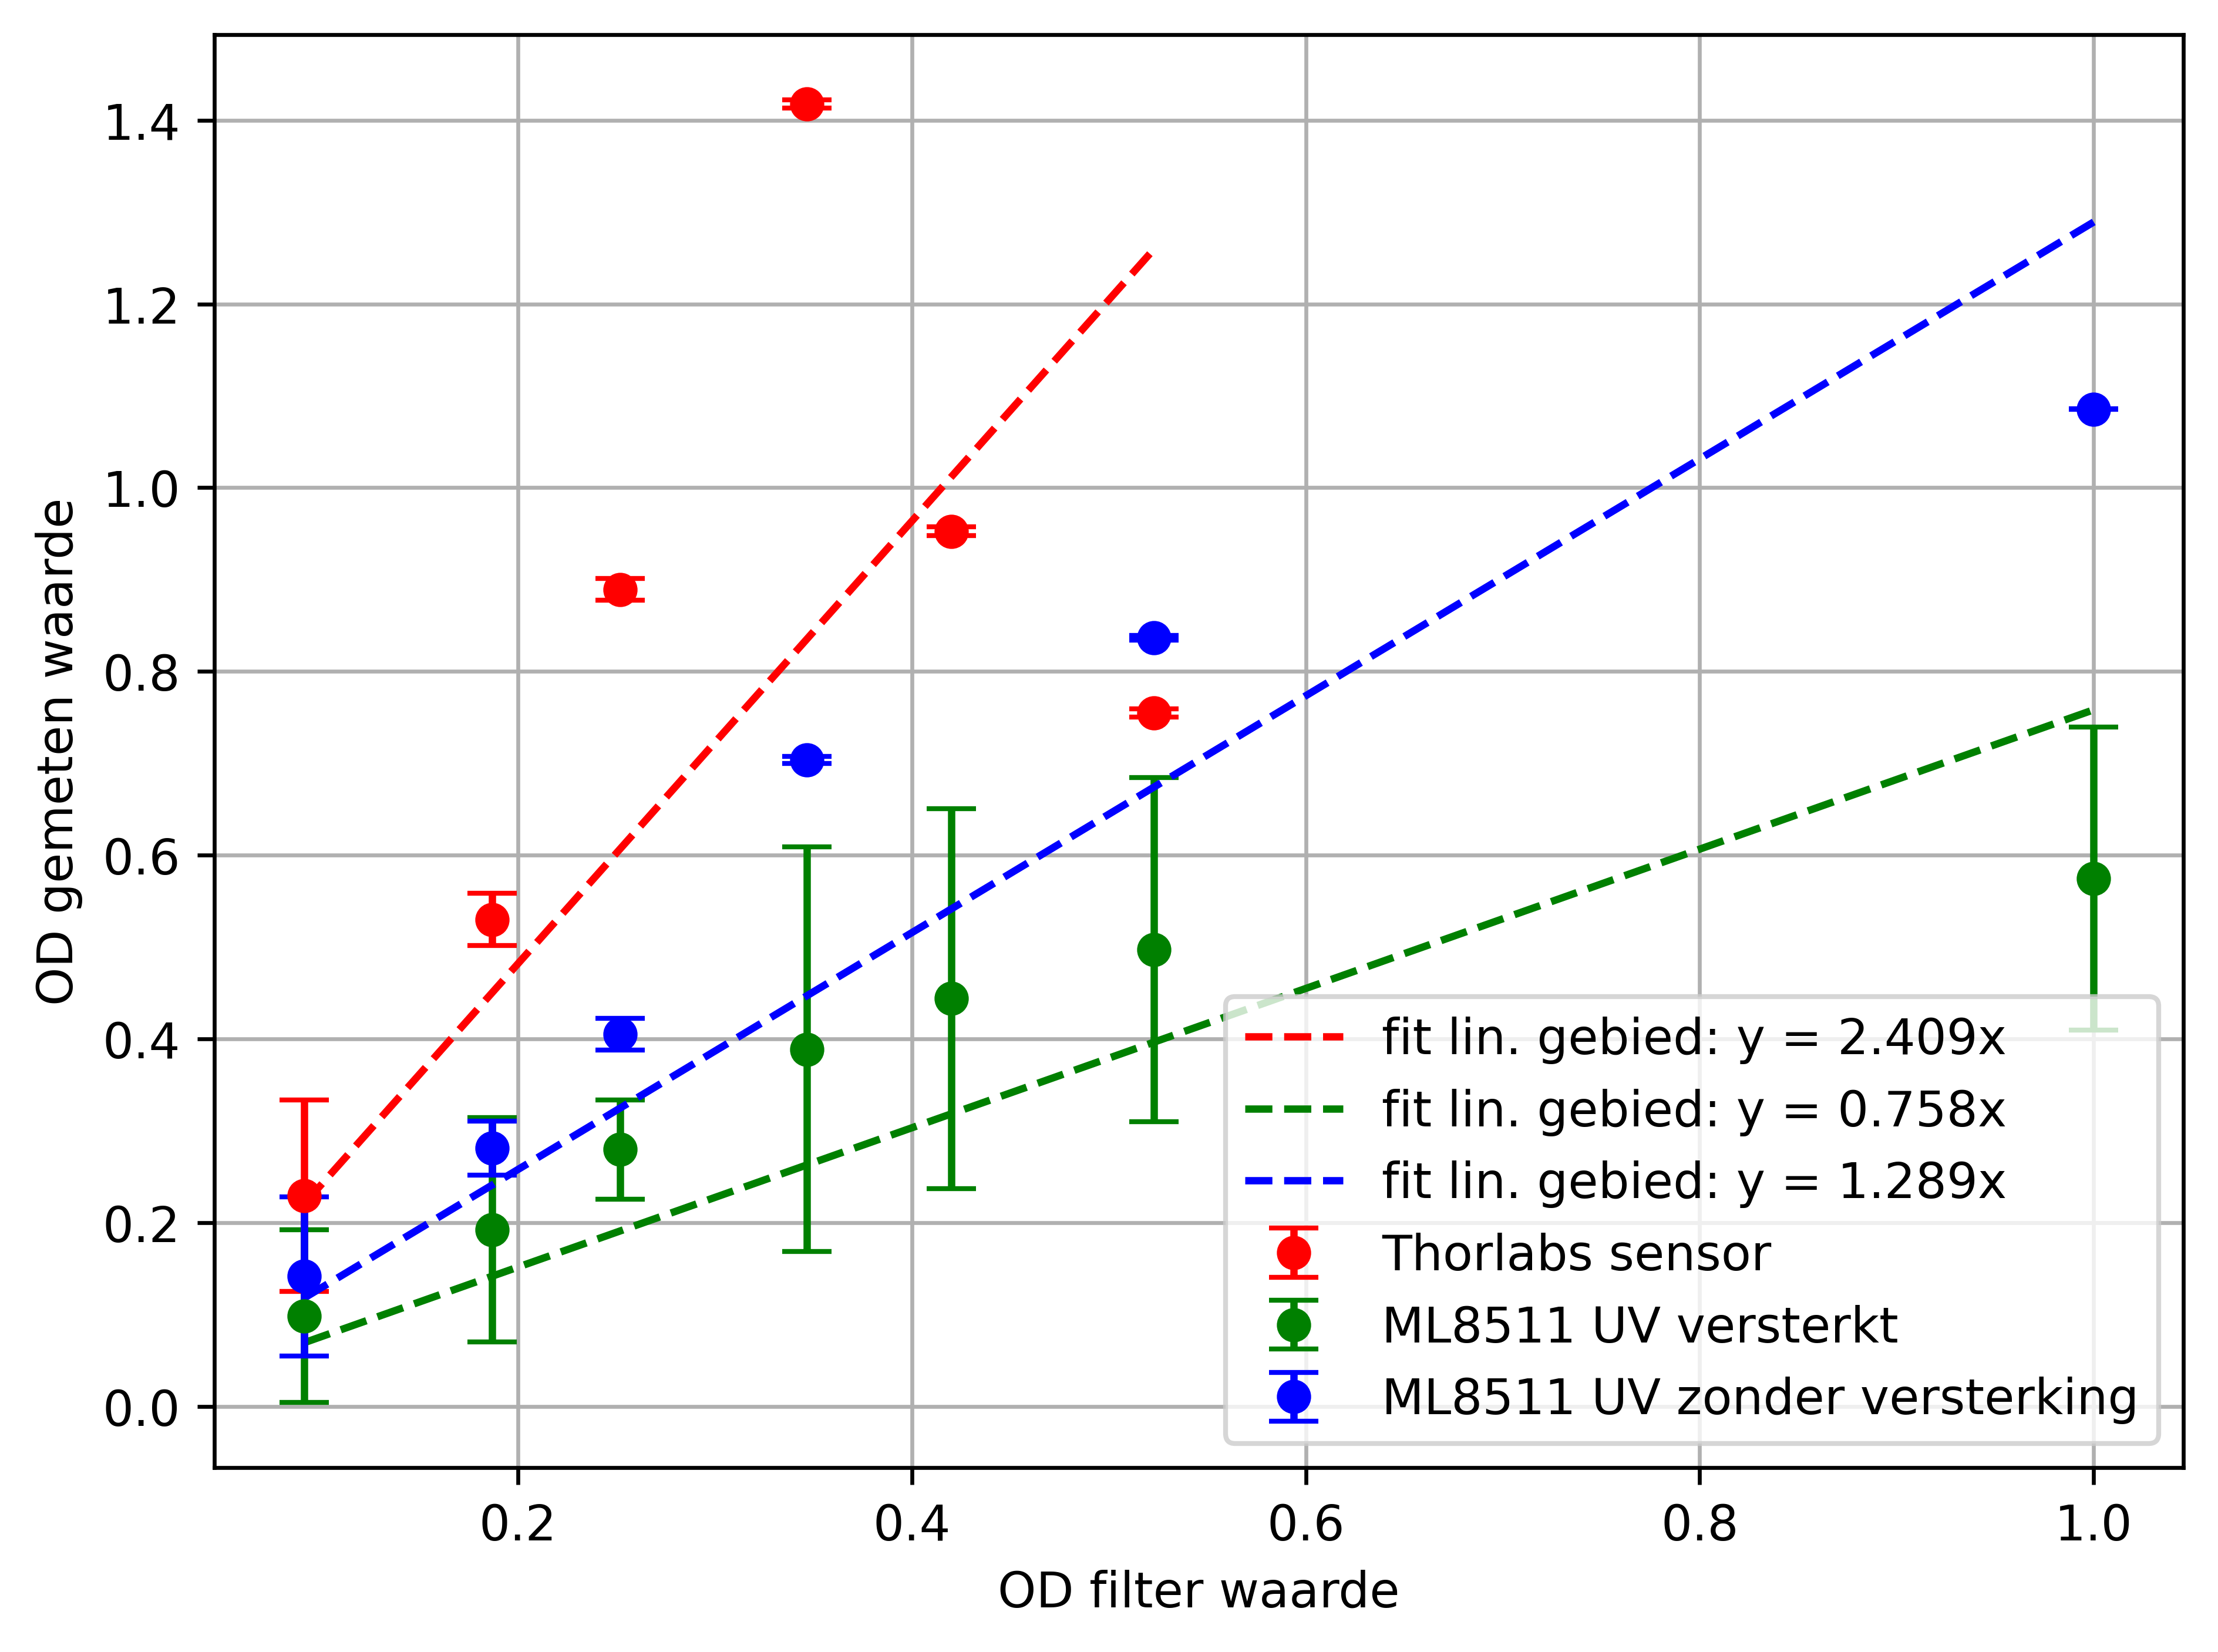 1.4
1.2
1.0
0.8
0.6
0.4
0.2
0.0
OD gemeten waarde
fit lin. gebied: y = 2.409x
fit lin. gebied: y = 0.758x
fit lin. gebied: y = 1.289x
Thorlabs sensor
ML8511 UV versterkt
ML8511 UV zonder versterking
0.2
0.4
0.6
0.8
1.0
OD filter waarde